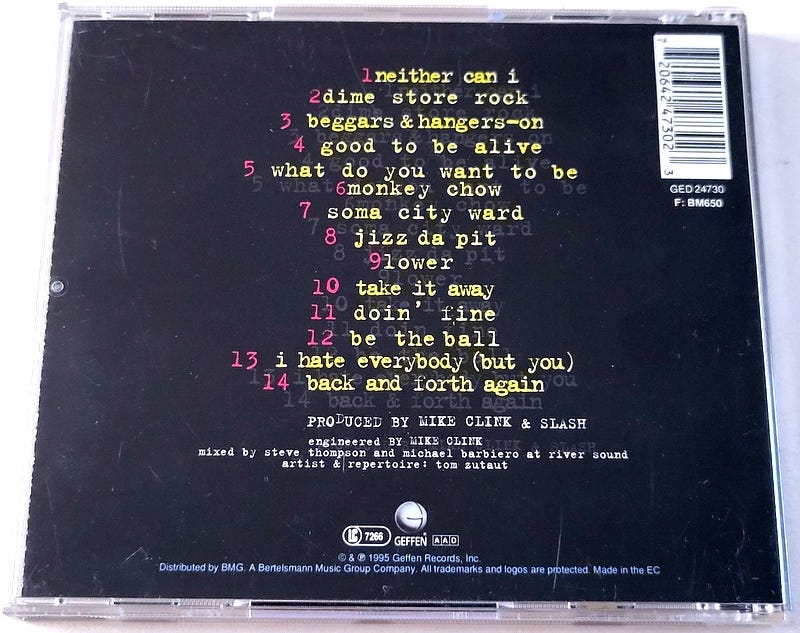 1neither can i
2dime store rock
3 beggars & hangers-on
4 good to be alive
5 what do you want to be
6monkey chow
7 soma city ward
8 jizz da pit
9lower
10 take it away
11 doin' fine
12 be the ball
13 i hate everybody (but you)
14 back and forth again
PRODUCED BY MIKE CLINK & SLASH
engineered BY MIKE CLINK
mixed by steve thompson and michael barbiero at river sound
artist & repertoire: tom zutaut
LC 7266 GEFFEN AAD
© & ℗ 1995 Geffen Records, Inc.
Distributed by BMG. A Bertelsmann Music Group Company. All trademarks and logos are protected. Made in the EC
7 20642 47302 3
GED 24730
F: BM650